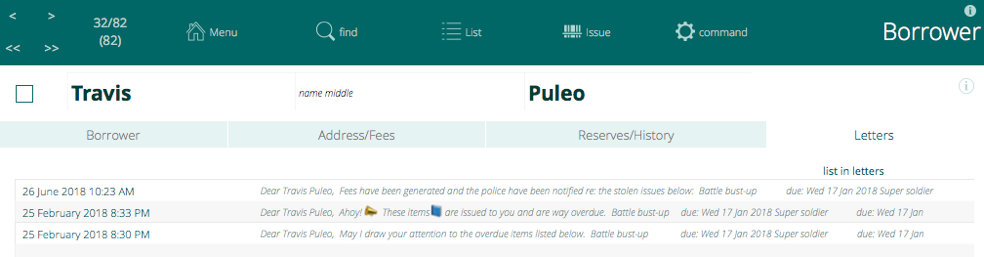 < > 32/82 Menu find List Issue command Borrower
<< >> (82)
Travis name middle Puleo
Borrower Address/Fees Reserves/History Letters
list in letters
26 June 2018 10:23 AM Dear Travis Puleo, Fees have been generated and the police have been notified re: the stolen issues below: Battle bust-up due: Wed 17 Jan 2018 Super soldier
25 February 2018 8:33 PM Dear Travis Puleo, Ahoy! These items are issued to you and are way overdue. Battle bust-up due: Wed 17 Jan 2018 Super soldier due: Wed 17 Jan
25 February 2018 8:30 PM Dear Travis Puleo, May I draw your attention to the overdue items listed below. Battle bust-up due: Wed 17 Jan 2018 Super soldier due: Wed 17 Jan